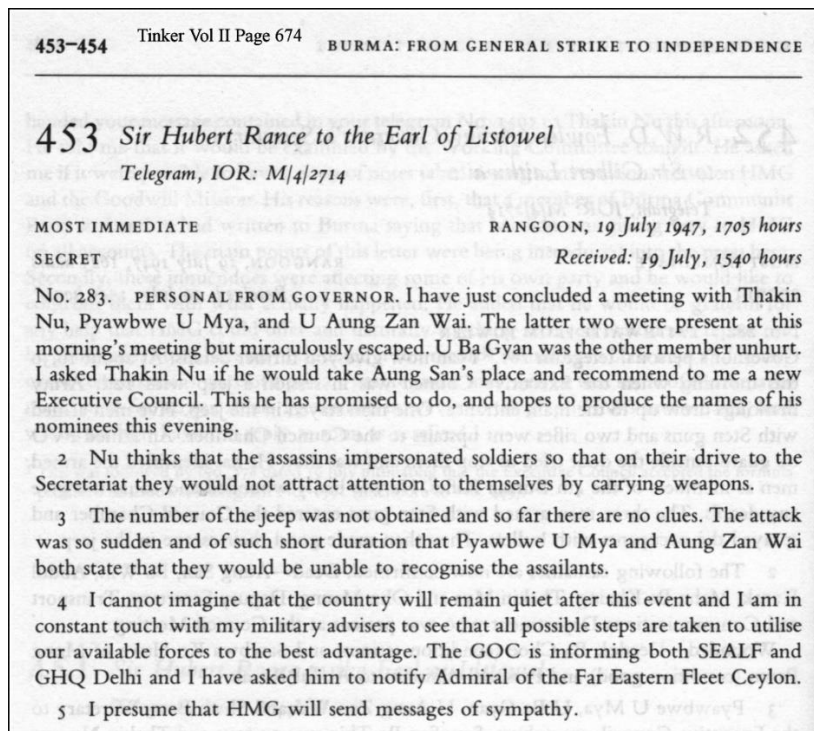 453–454 Tinker Vol II Page 674 BURMA: FROM GENERAL STRIKE TO INDEPENDENCE
453 Sir Hubert Rance to the Earl of Listowel
Telegram, IOR: M/4/2714
MOST IMMEDIATE RANGOON, 19 July 1947, 1705 hours
SECRET Received: 19 July, 1540 hours
No. 283. PERSONAL FROM GOVERNOR. I have just concluded a meeting with Thakin
Nu, Pyawbwe U Mya, and U Aung Zan Wai. The latter two were present at this
morning's meeting but miraculously escaped. U Ba Gyan was the other member unhurt.
I asked Thakin Nu if he would take Aung San's place and recommend to me a new
Executive Council. This he has promised to do, and hopes to produce the names of his
nominees this evening.
2 Nu thinks that the assassins impersonated soldiers so that on their drive to the
Secretariat they would not attract attention to themselves by carrying weapons.
3 The number of the jeep was not obtained and so far there are no clues. The attack
was so sudden and of such short duration that Pyawbwe U Mya and Aung Zan Wai
both state that they would be unable to recognise the assailants.
4 I cannot imagine that the country will remain quiet after this event and I am in
constant touch with my military advisers to see that all possible steps are taken to utilise
our available forces to the best advantage. The GOC is informing both SEALF and
GHQ Delhi and I have asked him to notify Admiral of the Far Eastern Fleet Ceylon.
5 I presume that HMG will send messages of sympathy.